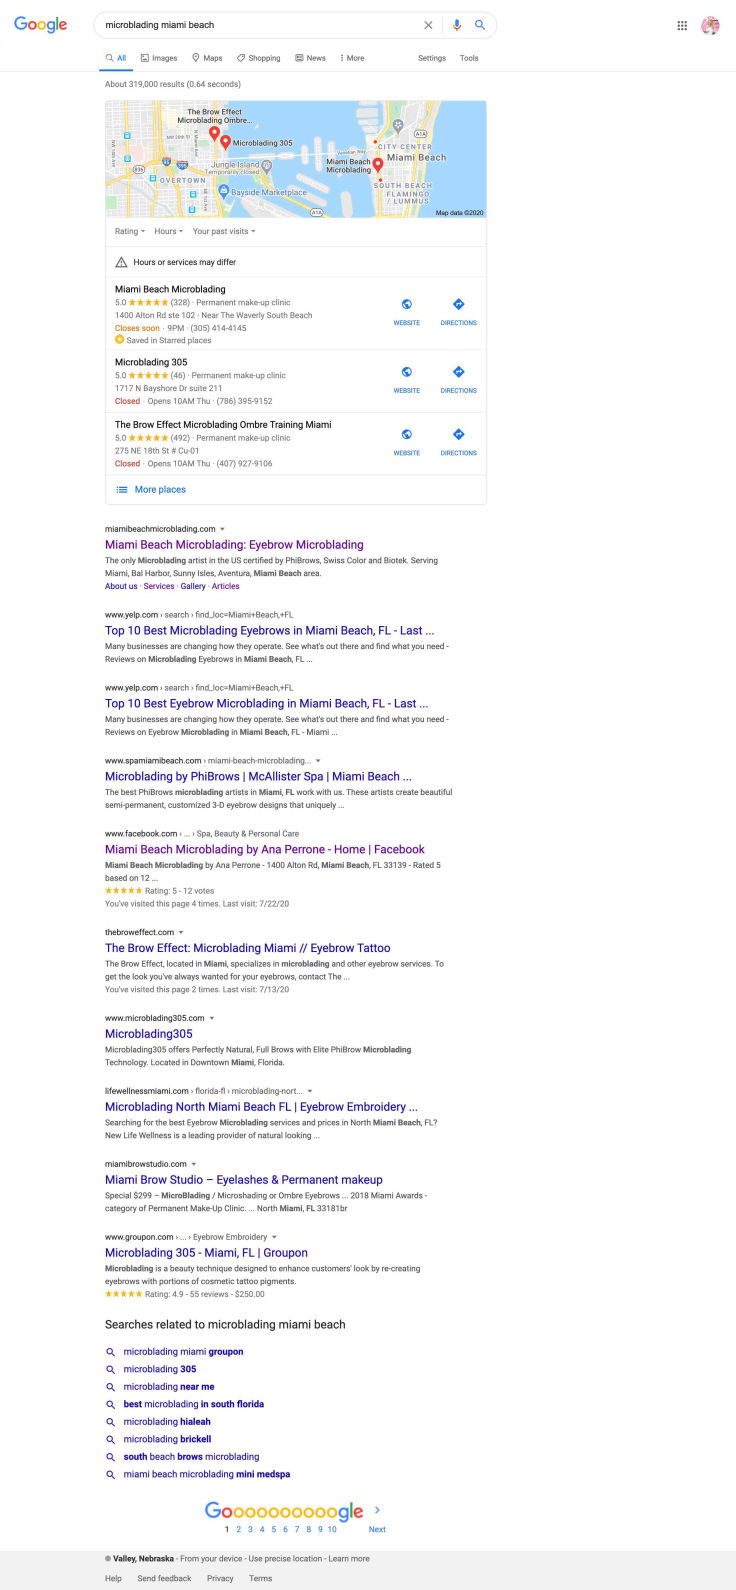 Google
microblading miami beach
All Images Maps Shopping News More Settings Tools
About 319,000 results (0.64 seconds)
The Brow Effect
Microblading Ombre...
Microblading 305
CITY CENTER
Miami Beach
Miami Beach
Microblading
Jungle Island
Temporarily closed
OVERTOWN
SOUTH BEACH
FLAMINGO
/ LUMMUS
Bayside Marketplace
A1A
A1A
Map data ©2020
Rating Hours Your past visits
Hours or services may differ
Miami Beach Microblading
5.0 (328) · Permanent make-up clinic
1400 Alton Rd ste 102 · Near The Waverly South Beach
Closes soon · 9PM · (305) 414-4145
Saved in Starred places
WEBSITE DIRECTIONS
Microblading 305
5.0 (46) · Permanent make-up clinic
1717 N Bayshore Dr suite 211
Closed · Opens 10AM Thu · (786) 395-9152
WEBSITE DIRECTIONS
The Brow Effect Microblading Ombre Training Miami
5.0 (492) · Permanent make-up clinic
275 NE 18th St # Cu-01
Closed · Opens 10AM Thu · (407) 927-9106
WEBSITE DIRECTIONS
More places
miamibeachmicroblading.com
Miami Beach Microblading: Eyebrow Microblading
The only Microblading artist in the US certified by PhiBrows, Swiss Color and Biotek. Serving
Miami, Bal Harbor, Sunny Isles, Aventura, Miami Beach area.
About us · Services · Gallery · Articles
www.yelp.com › search › find_loc=Miami+Beach,+FL
Top 10 Best Microblading Eyebrows in Miami Beach, FL - Last ...
Many businesses are changing how they operate. See what's out there and find what you need -
Reviews on Microblading Eyebrows in Miami Beach, FL ...
www.yelp.com › search › find_loc=Miami+Beach,+FL
Top 10 Best Eyebrow Microblading in Miami Beach, FL - Last ...
Many businesses are changing how they operate. See what's out there and find what you need -
Reviews on Eyebrow Microblading in Miami Beach, FL - Miami ...
www.spamiamibeach.com › miami-beach-microblading...
Microblading by PhiBrows | McAllister Spa | Miami Beach ...
The best PhiBrows microblading artists in Miami, FL work with us. These artists create beautiful
semi-permanent, customized 3-D eyebrow designs that uniquely ...
www.facebook.com › ... › Spa, Beauty & Personal Care
Miami Beach Microblading by Ana Perrone - Home | Facebook
Miami Beach Microblading by Ana Perrone - 1400 Alton Rd, Miami Beach, FL 33139 - Rated 5
based on 12 ...
Rating: 5 - 12 votes
You've visited this page 4 times. Last visit: 7/22/20
thebroweffect.com
The Brow Effect: Microblading Miami // Eyebrow Tattoo
The Brow Effect, located in Miami, specializes in microblading and other eyebrow services. To
get the look you've always wanted for your eyebrows, contact The ...
You've visited this page 2 times. Last visit: 7/13/20
www.microblading305.com
Microblading305
Microblading305 offers Perfectly Natural, Full Brows with Elite PhiBrow Microblading
Technology. Located in Downtown Miami, Florida.
lifewellnessmiami.com › florida-fl › microblading-nort...
Microblading North Miami Beach FL | Eyebrow Embroidery ...
Searching for the best Eyebrow Microblading services and prices in North Miami Beach, FL?
New Life Wellness is a leading provider of natural looking ...
miamibrowstudio.com
Miami Brow Studio – Eyelashes & Permanent makeup
Special $299 – MicroBlading / Microshading or Ombre Eyebrows ... 2018 Miami Awards -
category of Permanent Make-Up Clinic. ... North Miami, FL 33181br
www.groupon.com › ... › Eyebrow Embroidery
Microblading 305 - Miami, FL | Groupon
Microblading is a beauty technique designed to enhance customers' look by re-creating
eyebrows with portions of cosmetic tattoo pigments.
Rating: 4.9 - 55 reviews - $250.00
Searches related to microblading miami beach
microblading miami groupon
microblading 305
microblading near me
best microblading in south florida
microblading hialeah
microblading brickell
south beach brows microblading
miami beach microblading mini medspa
Goooooooooogle
1 2 3 4 5 6 7 8 9 10 Next
Valley, Nebraska - From your device - Use precise location - Learn more
Help Send feedback Privacy Terms